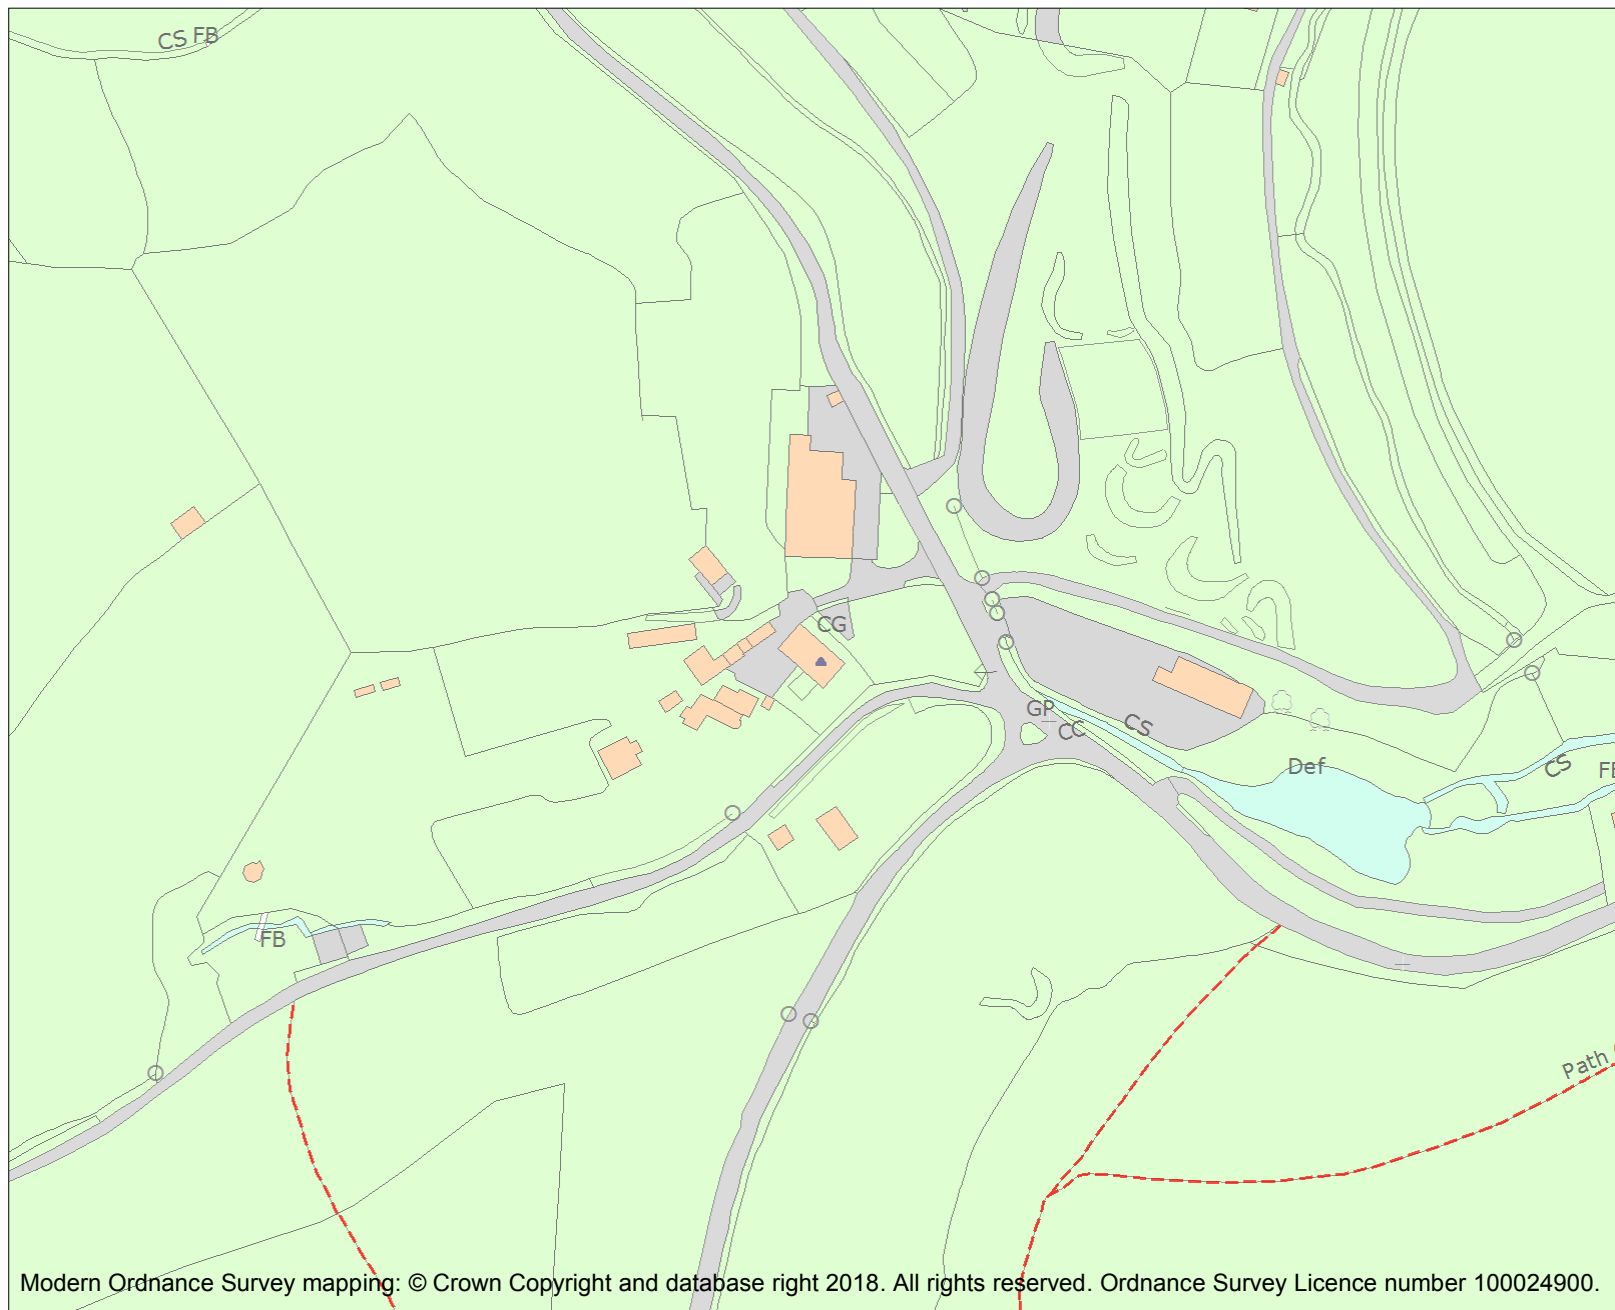 CS FB
CG
GP
CC
CS
Def
CS
FB
FB
Path
Modern Ordnance Survey mapping: © Crown Copyright and database right 2018. All rights reserved. Ordnance Survey Licence number 100024900.